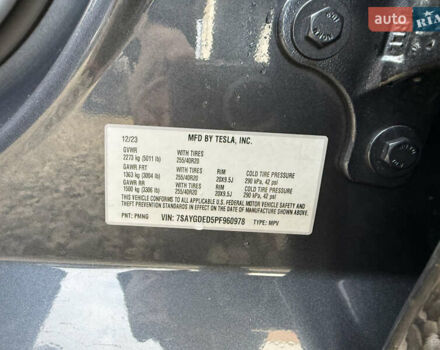 AUTO
RIA
12/23 MFD BY TESLA, INC.
GVWR WITH TIRES
2273 kg (5011 lb) 255/40R20
GAWR FRT WITH TIRES RIM COLD TIRE PRESSURE
1363 kg (3004 lb) 255/40R20 20X9.5J 290 kPa, 42 psi
GAWR RR WITH TIRES RIM COLD TIRE PRESSURE
1500 kg (3306 lb) 255/40R20 20X9.5J 290 kPa, 42 psi
THIS VEHICLE CONFORMS TO ALL APPLICABLE
U.S. FEDERAL MOTOR VEHICLE SAFETY AND
THEFT PREVENTION STANDARDS IN EFFECT ON THE DATE OF MANUFACTURE SHOWN ABOVE.
PNT: PMNG VIN: 7SAYGDED5PF960978 TYPE: MPV